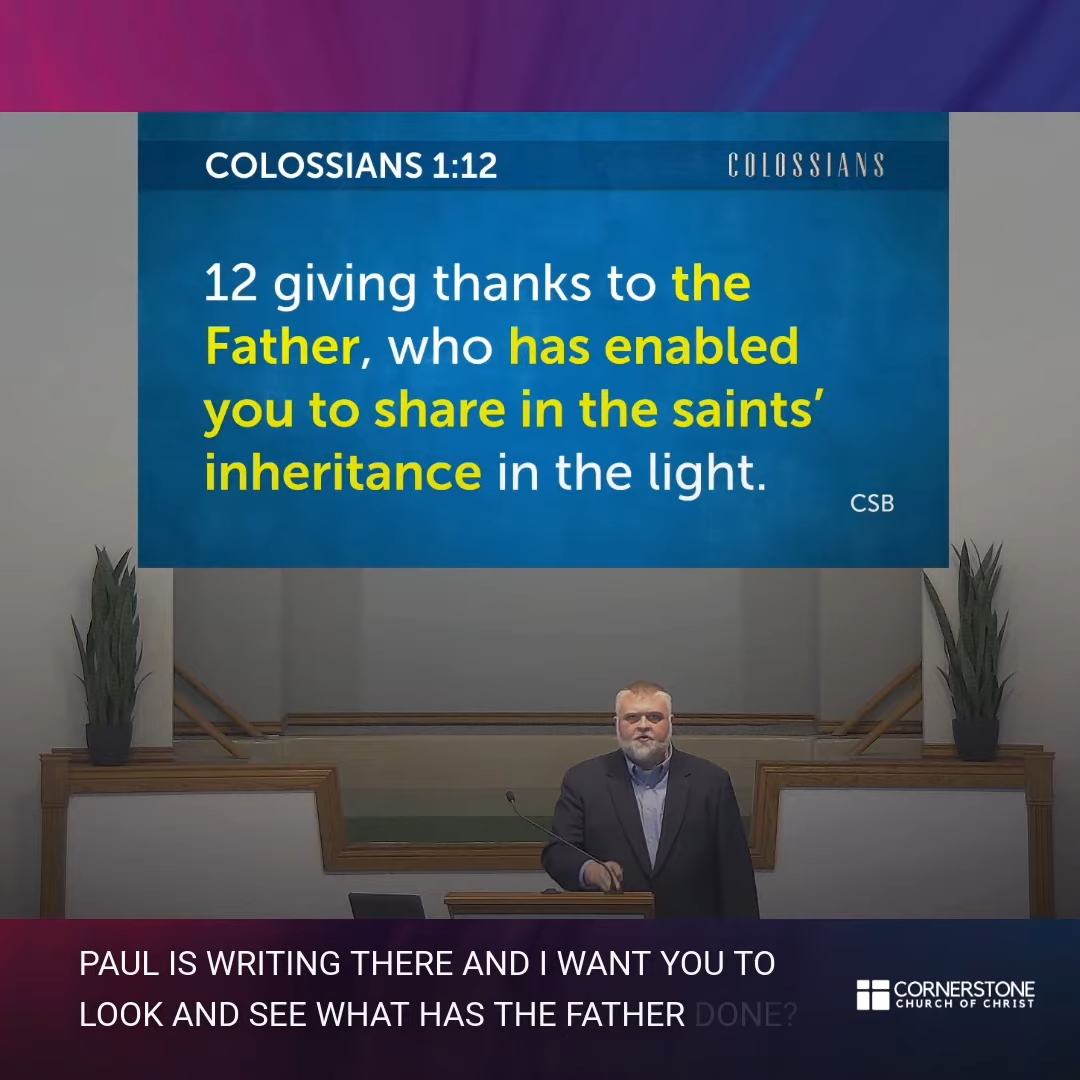 COLOSSIANS 1:12
COLOSSIANS
12 giving thanks to the
Father, who has enabled
you to share in the saints’
inheritance in the light.
CSB
PAUL IS WRITING THERE AND I WANT YOU TO
LOOK AND SEE WHAT HAS THE FATHER DONE?
CORNERSTONE
CHURCH OF CHRIST